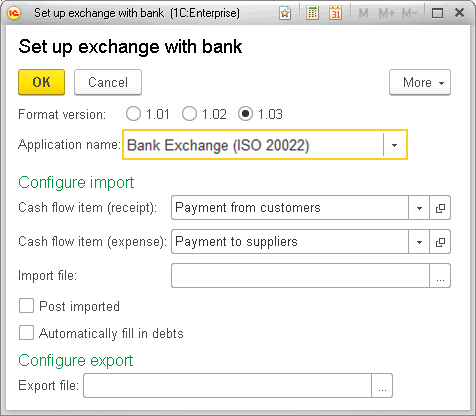 Set up exchange with bank (1C:Enterprise)
31 M M+ M-
Set up exchange with bank
OK Cancel More
Format version: 1.01 1.02 1.03
Application name: Bank Exchange (ISO 20022)
Configure import
Cash flow item (receipt): Payment from customers
Cash flow item (expense): Payment to suppliers
Import file: ...
Post imported
Automatically fill in debts
Configure export
Export file: ...